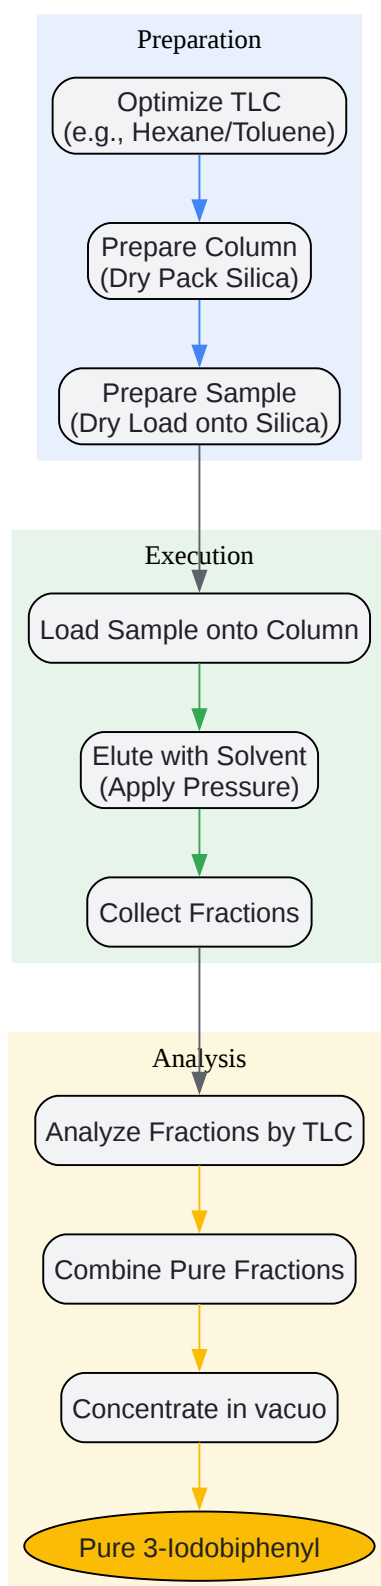 Preparation
Optimize TLC
(e.g., Hexane/Toluene)
Prepare Column
(Dry Pack Silica)
Prepare Sample
(Dry Load onto Silica)
Execution
Load Sample onto Column
Elute with Solvent
(Apply Pressure)
Collect Fractions
Analysis
Analyze Fractions by TLC
Combine Pure Fractions
Concentrate in vacuo
Pure 3-Iodobiphenyl